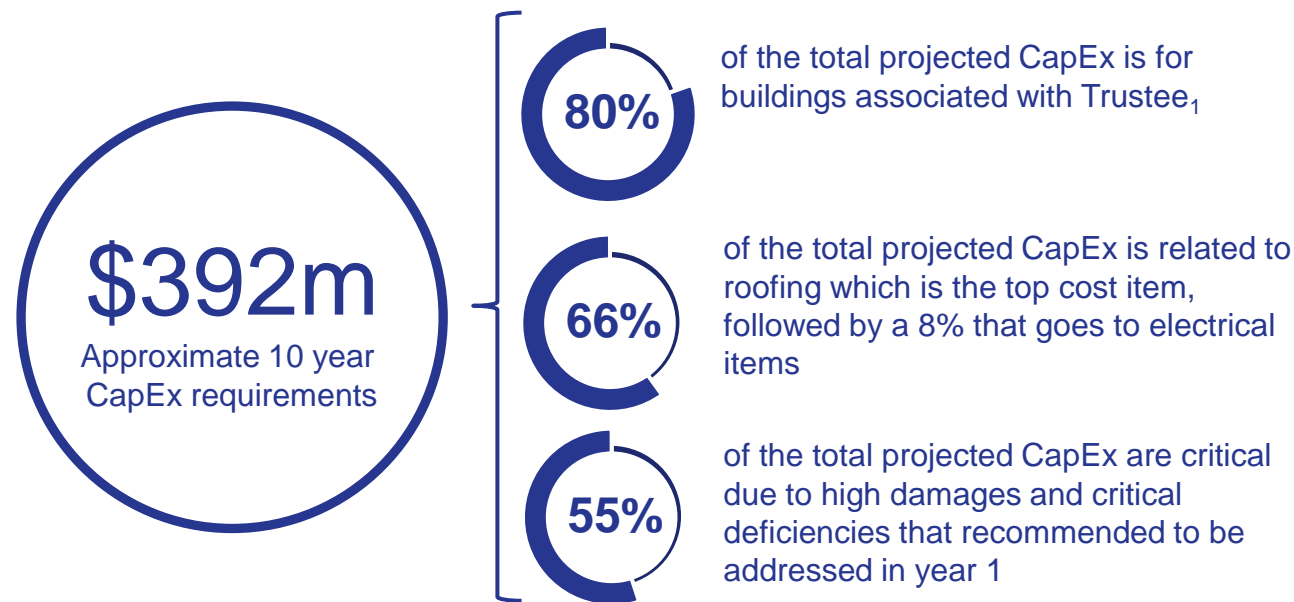 $392m
Approximate 10 year
CapEx requirements
80%
of the total projected CapEx is for
buildings associated with Trustee₁
66%
of the total projected CapEx is related to
roofing which is the top cost item,
followed by a 8% that goes to electrical
items
55%
of the total projected CapEx are critical
due to high damages and critical
deficiencies that recommended to be
addressed in year 1